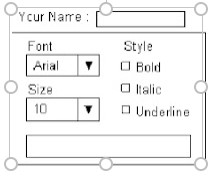 Your Name :
Font
Style
Arial
Bold
Size
Italic
10
Underline